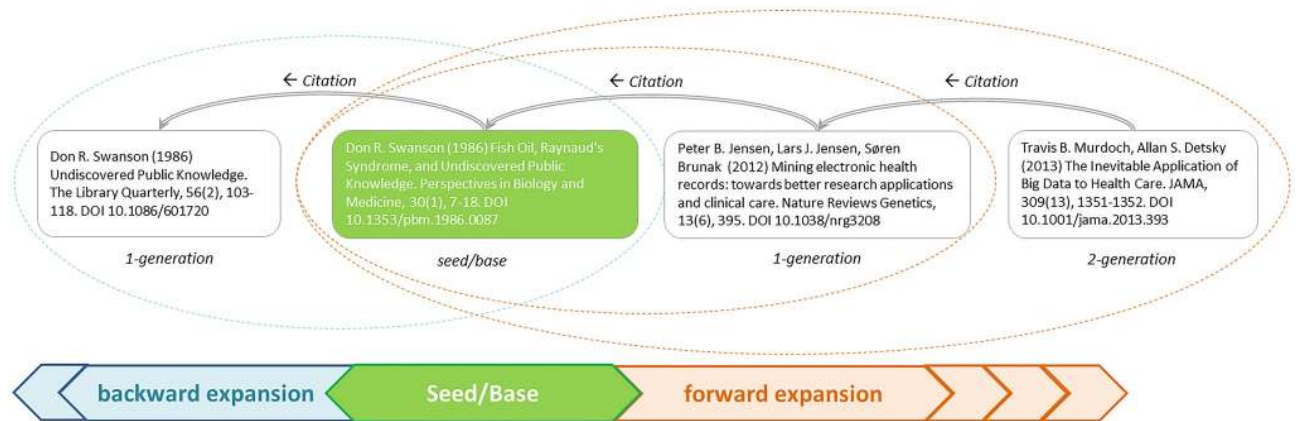 ← Citation
← Citation
← Citation
Don R. Swanson (1986)
Undiscovered Public Knowledge.
The Library Quarterly, 56(2), 103-
118. DOI 10.1086/601720
1-generation
Don R. Swanson (1986) Fish Oil, Raynaud's
Syndrome, and Undiscovered Public
Knowledge. Perspectives in Biology and
Medicine, 30(1), 7-18. DOI
10.1353/pbm.1986.0087
seed/base
Peter B. Jensen, Lars J. Jensen, Søren
Brunak (2012) Mining electronic health
records: towards better research applications
and clinical care. Nature Reviews Genetics,
13(6), 395. DOI 10.1038/nrg3208
1-generation
Travis B. Murdoch, Allan S. Detsky
(2013) The Inevitable Application of
Big Data to Health Care. JAMA,
309(13), 1351-1352. DOI
10.1001/jama.2013.393
2-generation
backward expansion
Seed/Base
forward expansion